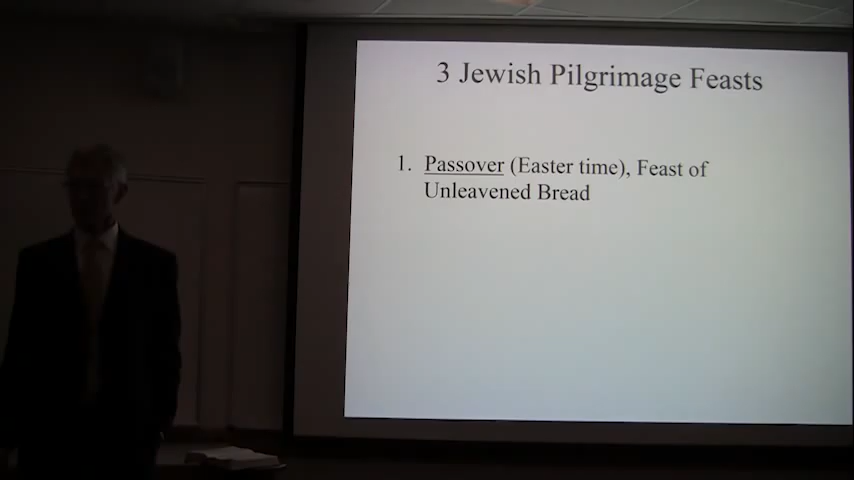 3 Jewish Pilgrimage Feasts
1. Passover (Easter time), Feast of
Unleavened Bread